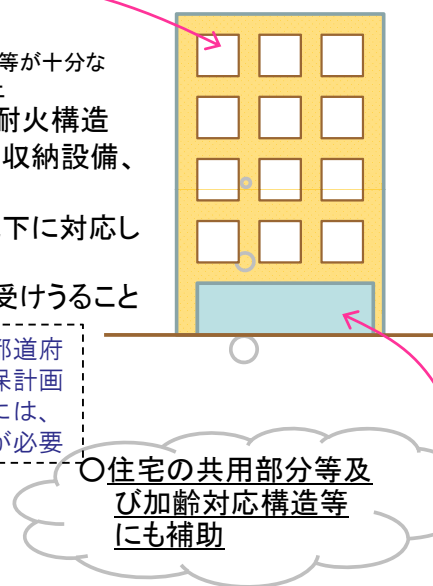 等が十分な
耐火構造
収納設備、
下に対応し
受けうること
都道府
保計画
には、
が必要
○住宅の共用部分等及
び加齢対応構造等
にも補助